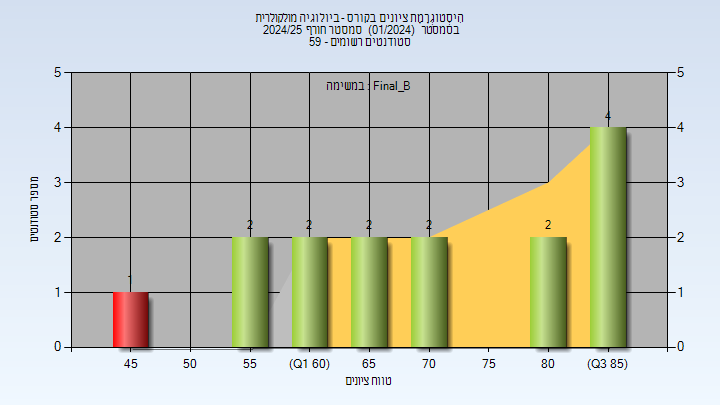 היסטוגרמת ציונים בקורס - ביולוגיה מולקולרית
בסמסטר (01/2024) סמסטר חורף 2024/25
סטודנטים רשומים - 59
במשימה : Final_B
5 5
4 4
3 3
2 2
1 1
0 0
מספר סטודנטים
1 2 2 2 2 2 4
45 50 55 (Q1 60) 65 70 75 80 (Q3 85)
טווח ציונים